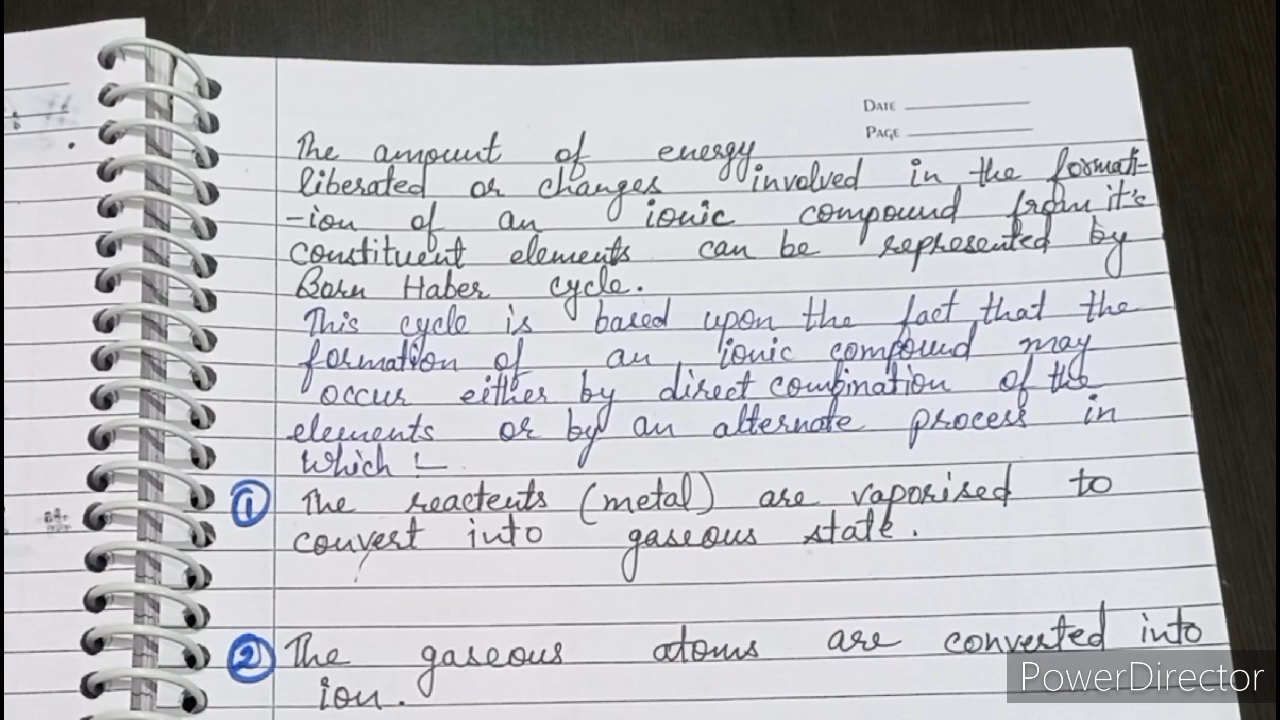 DATE
PAGE
The amount of energy
liberated or changes involved in the formati-
-ion of an ionic compound from it's
constituent elements can be represented by
Born Haber cycle.
This cycle is based upon the fact that the
formation of an ionic compound may
occur either by direct combination of the
elements or by an alternate process in
which :-
① The reactents (metal) are vaporised to
convert into gaseous state.
② The gaseous atoms are converted into
ion.
PowerDirector